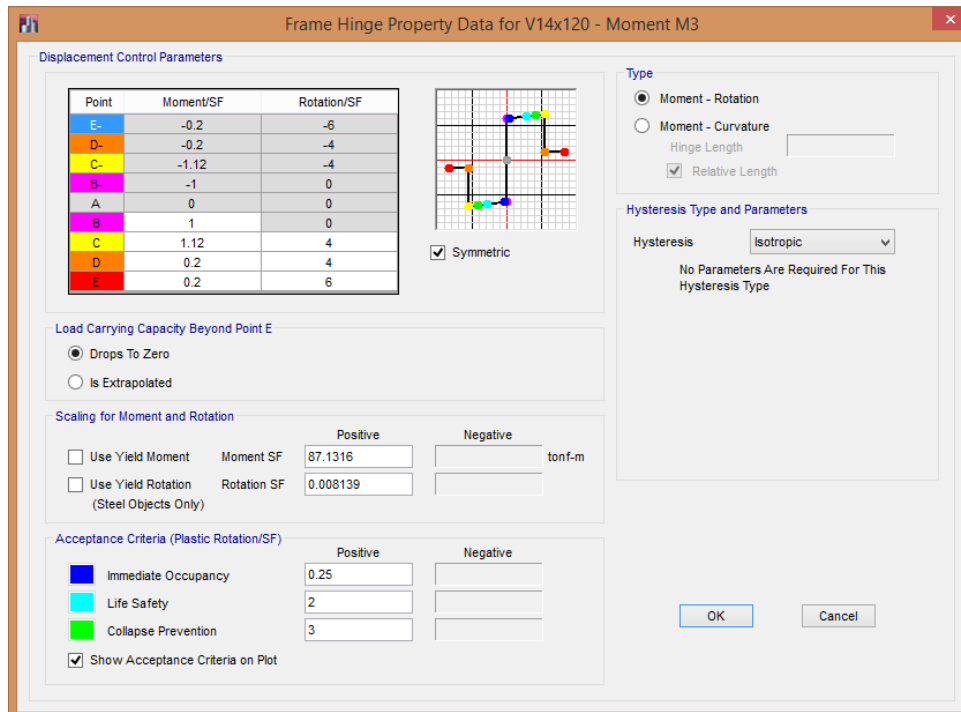 Frame Hinge Property Data for V14x120 - Moment M3
Displacement Control Parameters
Point Moment/SF Rotation/SF
E- -0.2 -6
D- -0.2 -4
C- -1.12 -4
B- -1 0
A 0 0
B 1 0
C 1.12 4
D 0.2 4
E 0.2 6
Symmetric
Load Carrying Capacity Beyond Point E
Drops To Zero
Is Extrapolated
Scaling for Moment and Rotation
Positive Negative
Use Yield Moment Moment SF 87.1316 tonf-m
Use Yield Rotation Rotation SF 0.008139
(Steel Objects Only)
Acceptance Criteria (Plastic Rotation/SF)
Positive Negative
Immediate Occupancy 0.25
Life Safety 2
Collapse Prevention 3
Show Acceptance Criteria on Plot
Type
Moment - Rotation
Moment - Curvature
Hinge Length
Relative Length
Hysteresis Type and Parameters
Hysteresis Isotropic
No Parameters Are Required For This
Hysteresis Type
OK Cancel